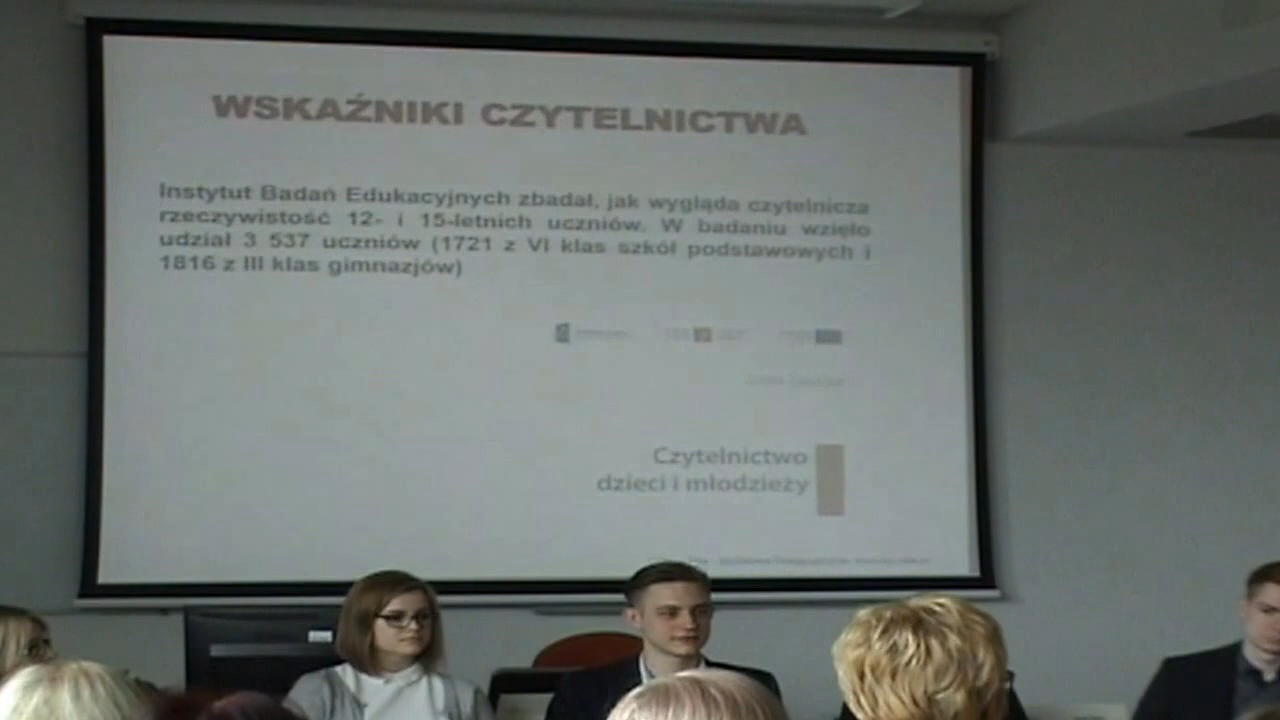 WSKAŹNIKI CZYTELNICTWA
Instytut Badań Edukacyjnych zbadał, jak wygląda czytelnicza
rzeczywistość 12- i 15-letnich uczniów. W badaniu wzięło
udział 3 537 uczniów (1721 z VI klas szkół podstawowych i
1816 z III klas gimnazjów)
Czytelnictwo
dzieci i młodzieży